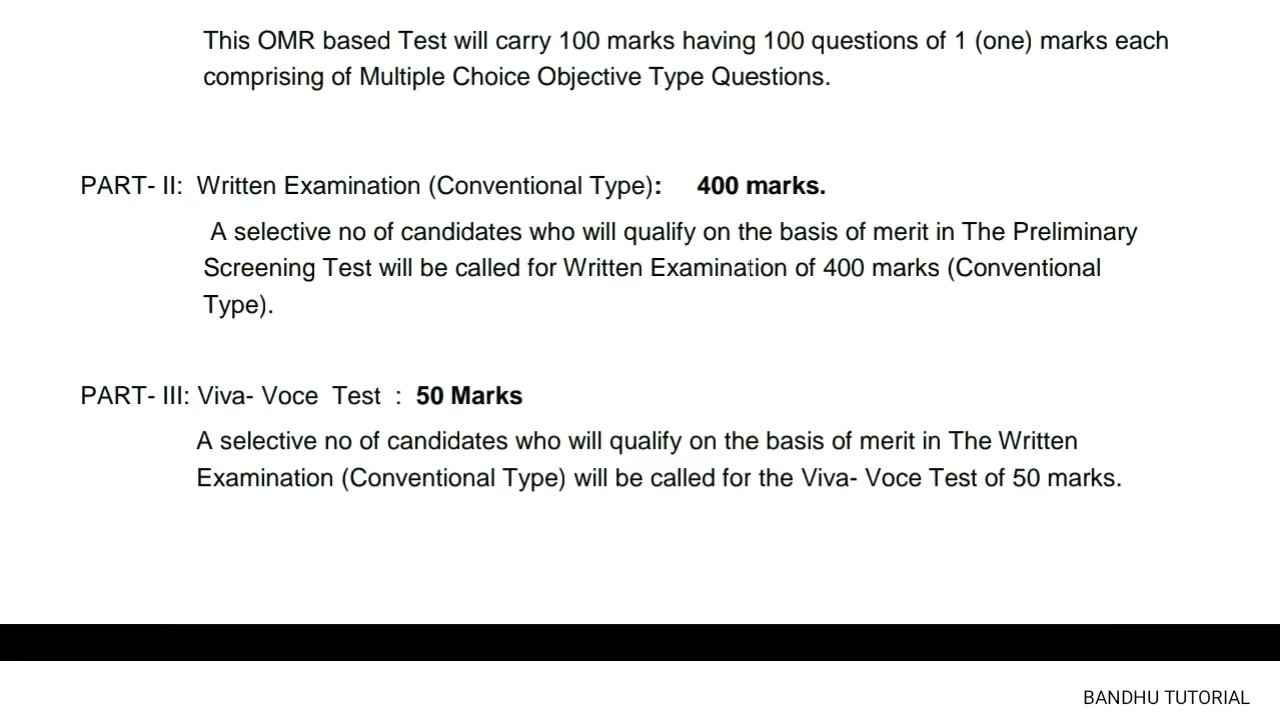 This OMR based Test will carry 100 marks having 100 questions of 1 (one) marks each
comprising of Multiple Choice Objective Type Questions.
PART- II: Written Examination (Conventional Type): 400 marks.
A selective no of candidates who will qualify on the basis of merit in The Preliminary
Screening Test will be called for Written Examination of 400 marks (Conventional
Type).
PART- III: Viva- Voce Test : 50 Marks
A selective no of candidates who will qualify on the basis of merit in The Written
Examination (Conventional Type) will be called for the Viva- Voce Test of 50 marks.
BANDHU TUTORIAL